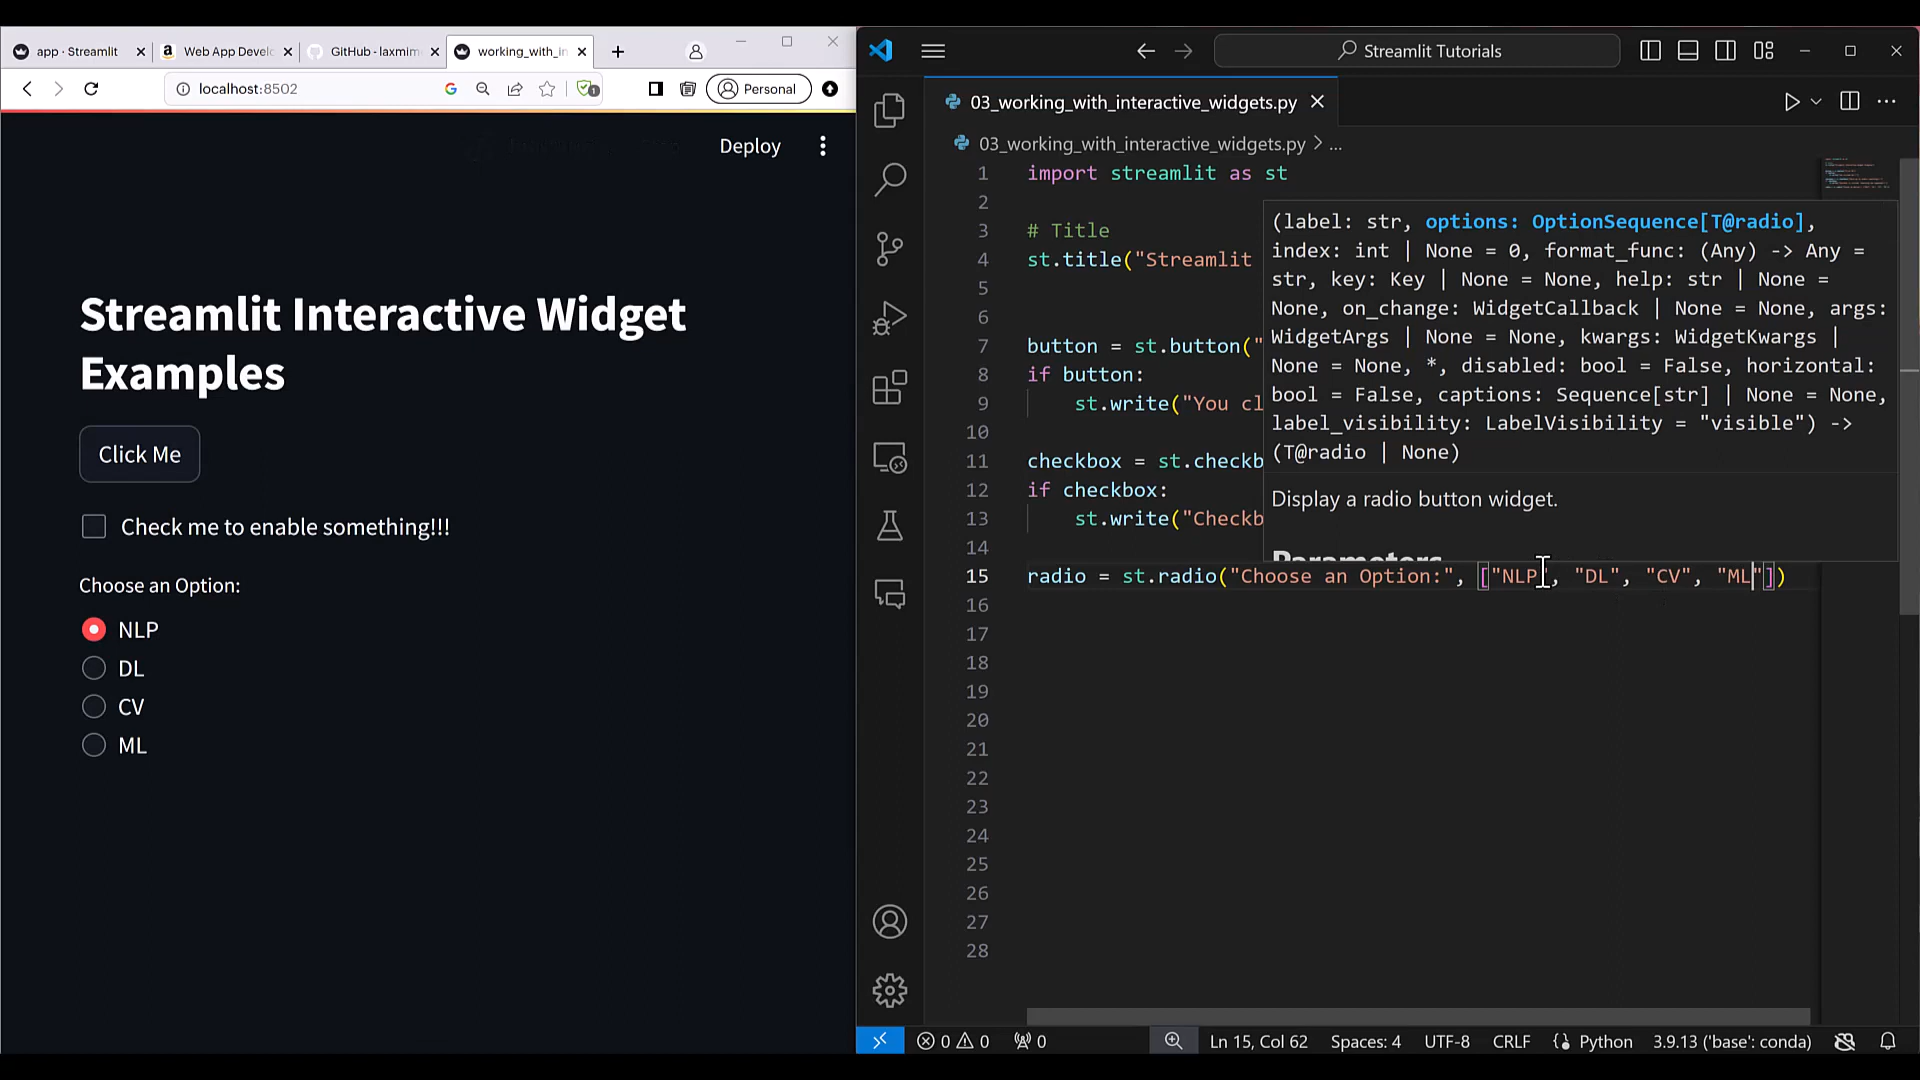 app · Streamlit
Web App Devel
GitHub - laxmim
working_with_in
localhost:8502
Personal
Deploy
Streamlit Interactive Widget
Examples
Click Me
Check me to enable something!!!
Choose an Option:
NLP
DL
CV
ML
Streamlit Tutorials
03_working_with_interactive_widgets.py
03_working_with_interactive_widgets.py > ...
1 import streamlit as st
2
3 # Title
4 st.title("Streamlit
5
6
7 button = st.button("
8 if button:
9 st.write("You cl
10
11 checkbox = st.checkb
12 if checkbox:
13 st.write("Checkb
14
15 radio = st.radio("Choose an Option:", ["NLP", "DL", "CV", "ML"])
16
17
18
19
20
21
22
23
24
25
26
27
28
(label: str, options: OptionSequence[T@radio],
index: int | None = 0, format_func: (Any) -> Any =
str, key: Key | None = None, help: str | None =
None, on_change: WidgetCallback | None = None, args:
WidgetArgs | None = None, kwargs: WidgetKwargs |
None = None, *, disabled: bool = False, horizontal:
bool = False, captions: Sequence[str] | None = None,
label_visibility: LabelVisibility = "visible") ->
(T@radio | None)
Display a radio button widget.
Parameters
0 0 0 Ln 15, Col 62 Spaces: 4 UTF-8 CRLF Python 3.9.13 ('base': conda)